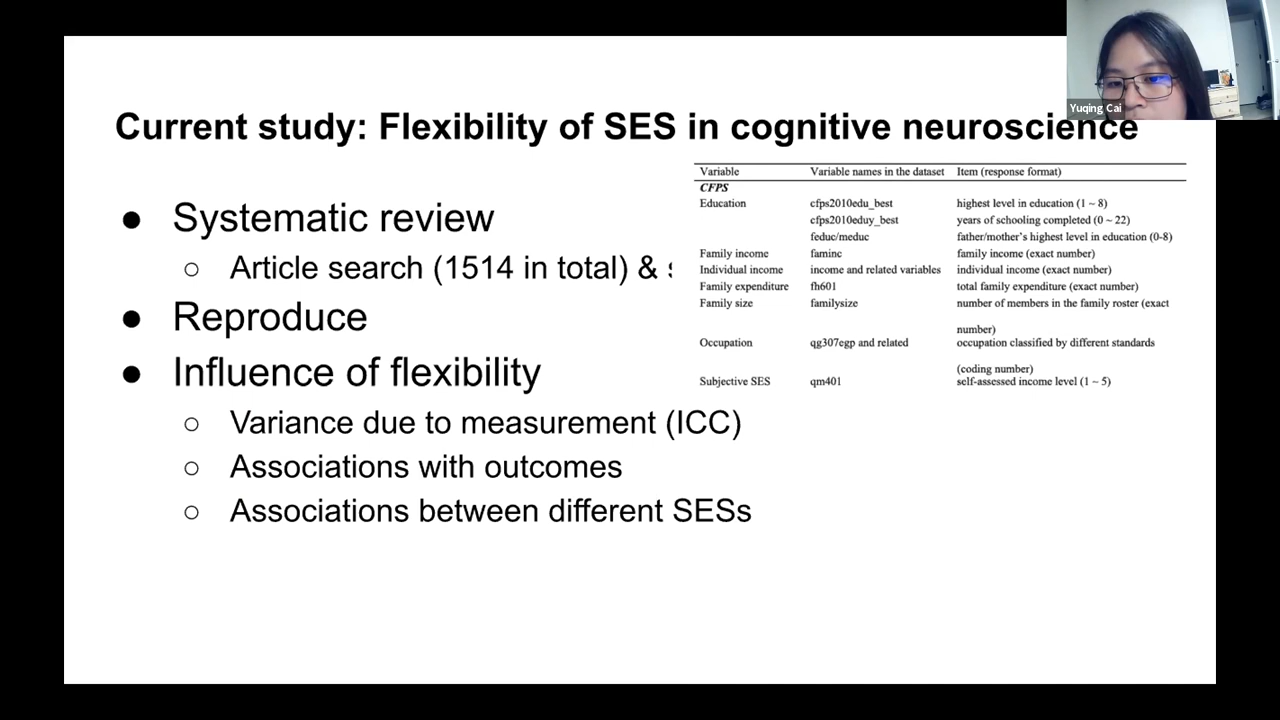 Yuqing Cai
Current study: Flexibility of SES in cognitive neuroscience
● Systematic review
○ Article search (1514 in total) &
● Reproduce
● Influence of flexibility
○ Variance due to measurement (ICC)
○ Associations with outcomes
○ Associations between different SESs
Variable Variable names in the dataset Item (response format)
CFPS
Education cfps2010edu_best highest level in education (1 ~ 8)
cfps2010eduy_best years of schooling completed (0 ~ 22)
feduc/meduc father/mother's highest level in education (0-8)
Family income faminc family income (exact number)
Individual income income and related variables individual income (exact number)
Family expenditure fh601 total family expenditure (exact number)
Family size familysize number of members in the family roster (exact
number)
Occupation qg307egp and related occupation classified by different standards
(coding number)
Subjective SES qm401 self-assessed income level (1 ~ 5)